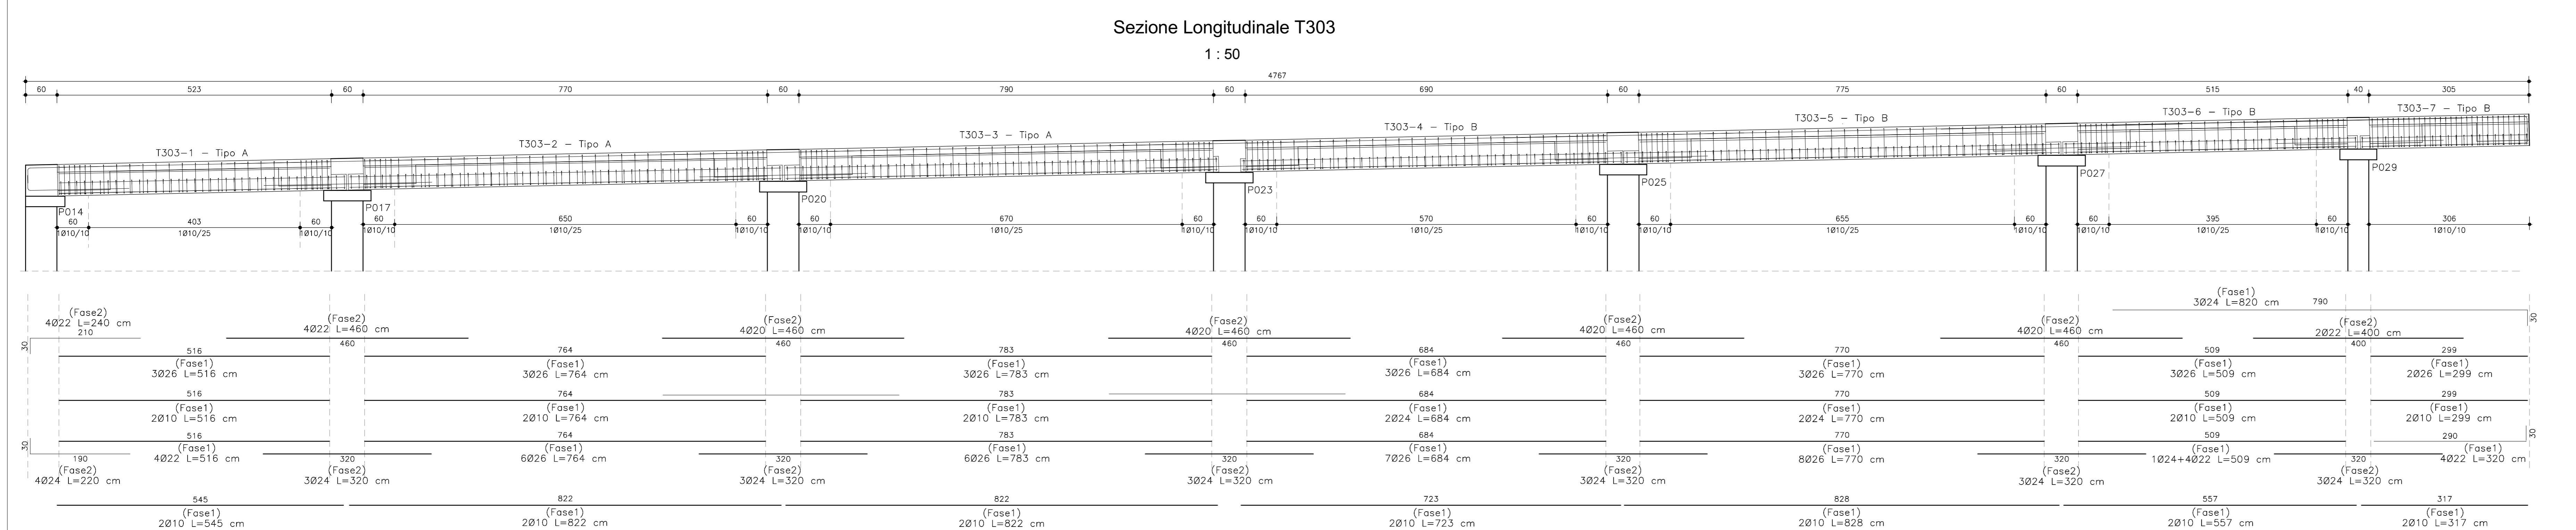 Sezione Longitudinale T303
1 : 50
4767
60 523 60 770 60 790 60 690 60 775 60 515 40 305
T303-1 - Tipo A
T303-2 - Tipo A
T303-3 - Tipo A
T303-4 - Tipo B
T303-5 - Tipo B
T303-6 - Tipo B
T303-7 - Tipo B
P014
P017
P020
P023
P025
P027
P029
60 403 60 60 650 60 60 670 60 60 570 60 60 655 60 60 395 60 306
1Ø10/10 1Ø10/25 1Ø10/10 1Ø10/10 1Ø10/25 1Ø10/10 1Ø10/10 1Ø10/25 1Ø10/10 1Ø10/10 1Ø10/25 1Ø10/10 1Ø10/10 1Ø10/25 1Ø10/10 1Ø10/10 1Ø10/25 1Ø10/10 1Ø10/10
(Fase1)
3Ø24 L=820 cm 790
30
(Fase2) (Fase2) (Fase2) (Fase2) (Fase2) (Fase2) (Fase2)
4Ø22 L=240 cm 4Ø22 L=460 cm 4Ø20 L=460 cm 4Ø20 L=460 cm 4Ø20 L=460 cm 4Ø20 L=460 cm 2Ø22 L=400 cm
30 210 460 460 460 460 460 400
516 764 783 684 770 509 299
(Fase1) (Fase1) (Fase1) (Fase1) (Fase1) (Fase1) (Fase1)
3Ø26 L=516 cm 3Ø26 L=764 cm 3Ø26 L=783 cm 3Ø26 L=684 cm 3Ø26 L=770 cm 3Ø26 L=509 cm 2Ø26 L=299 cm
516 764 783 684 770 509 299
(Fase1) (Fase1) (Fase1) (Fase1) (Fase1) (Fase1) (Fase1)
2Ø10 L=516 cm 2Ø10 L=764 cm 2Ø10 L=783 cm 2Ø24 L=684 cm 2Ø24 L=770 cm 2Ø10 L=509 cm 2Ø10 L=299 cm
516 764 783 684 770 509 290 30
(Fase1) (Fase1) (Fase1) (Fase1) (Fase1) (Fase1) (Fase1)
4Ø22 L=516 cm 6Ø26 L=764 cm 6Ø26 L=783 cm 7Ø26 L=684 cm 8Ø26 L=770 cm 1Ø24+4Ø22 L=509 cm 4Ø22 L=320 cm
30 190 320 320 320 320 320 320
(Fase2) (Fase2) (Fase2) (Fase2) (Fase2) (Fase2) (Fase2)
4Ø24 L=220 cm 3Ø24 L=320 cm 3Ø24 L=320 cm 3Ø24 L=320 cm 3Ø24 L=320 cm 3Ø24 L=320 cm 3Ø24 L=320 cm
545 822 822 723 828 557 317
(Fase1) (Fase1) (Fase1) (Fase1) (Fase1) (Fase1) (Fase1)
2Ø10 L=545 cm 2Ø10 L=822 cm 2Ø10 L=822 cm 2Ø10 L=723 cm 2Ø10 L=828 cm 2Ø10 L=557 cm 2Ø10 L=317 cm